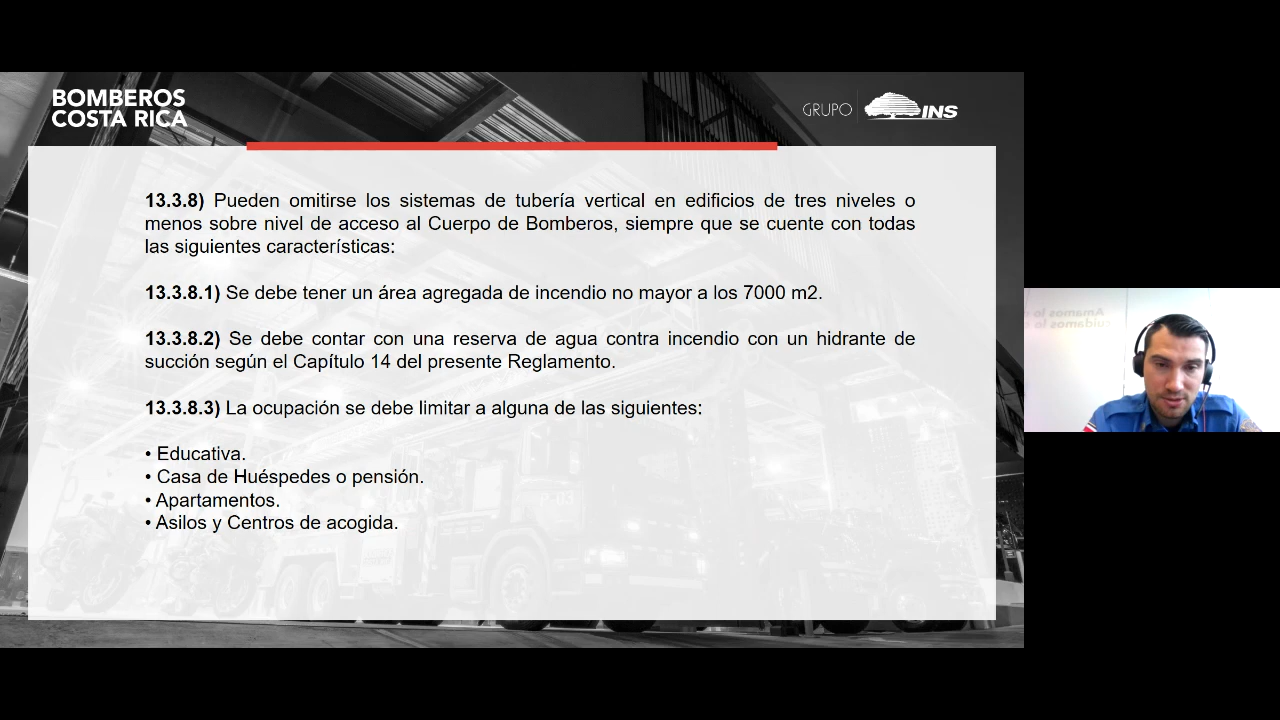 BOMBEROS
COSTA RICA
GRUPO INS
13.3.8) Pueden omitirse los sistemas de tubería vertical en edificios de tres niveles o
menos sobre nivel de acceso al Cuerpo de Bomberos, siempre que se cuente con todas
las siguientes características:
13.3.8.1) Se debe tener un área agregada de incendio no mayor a los 7000 m2.
13.3.8.2) Se debe contar con una reserva de agua contra incendio con un hidrante de
succión según el Capítulo 14 del presente Reglamento.
13.3.8.3) La ocupación se debe limitar a alguna de las siguientes:
• Educativa.
• Casa de Huéspedes o pensión.
• Apartamentos.
• Asilos y Centros de acogida.
Amamos lo
cuidamos lo